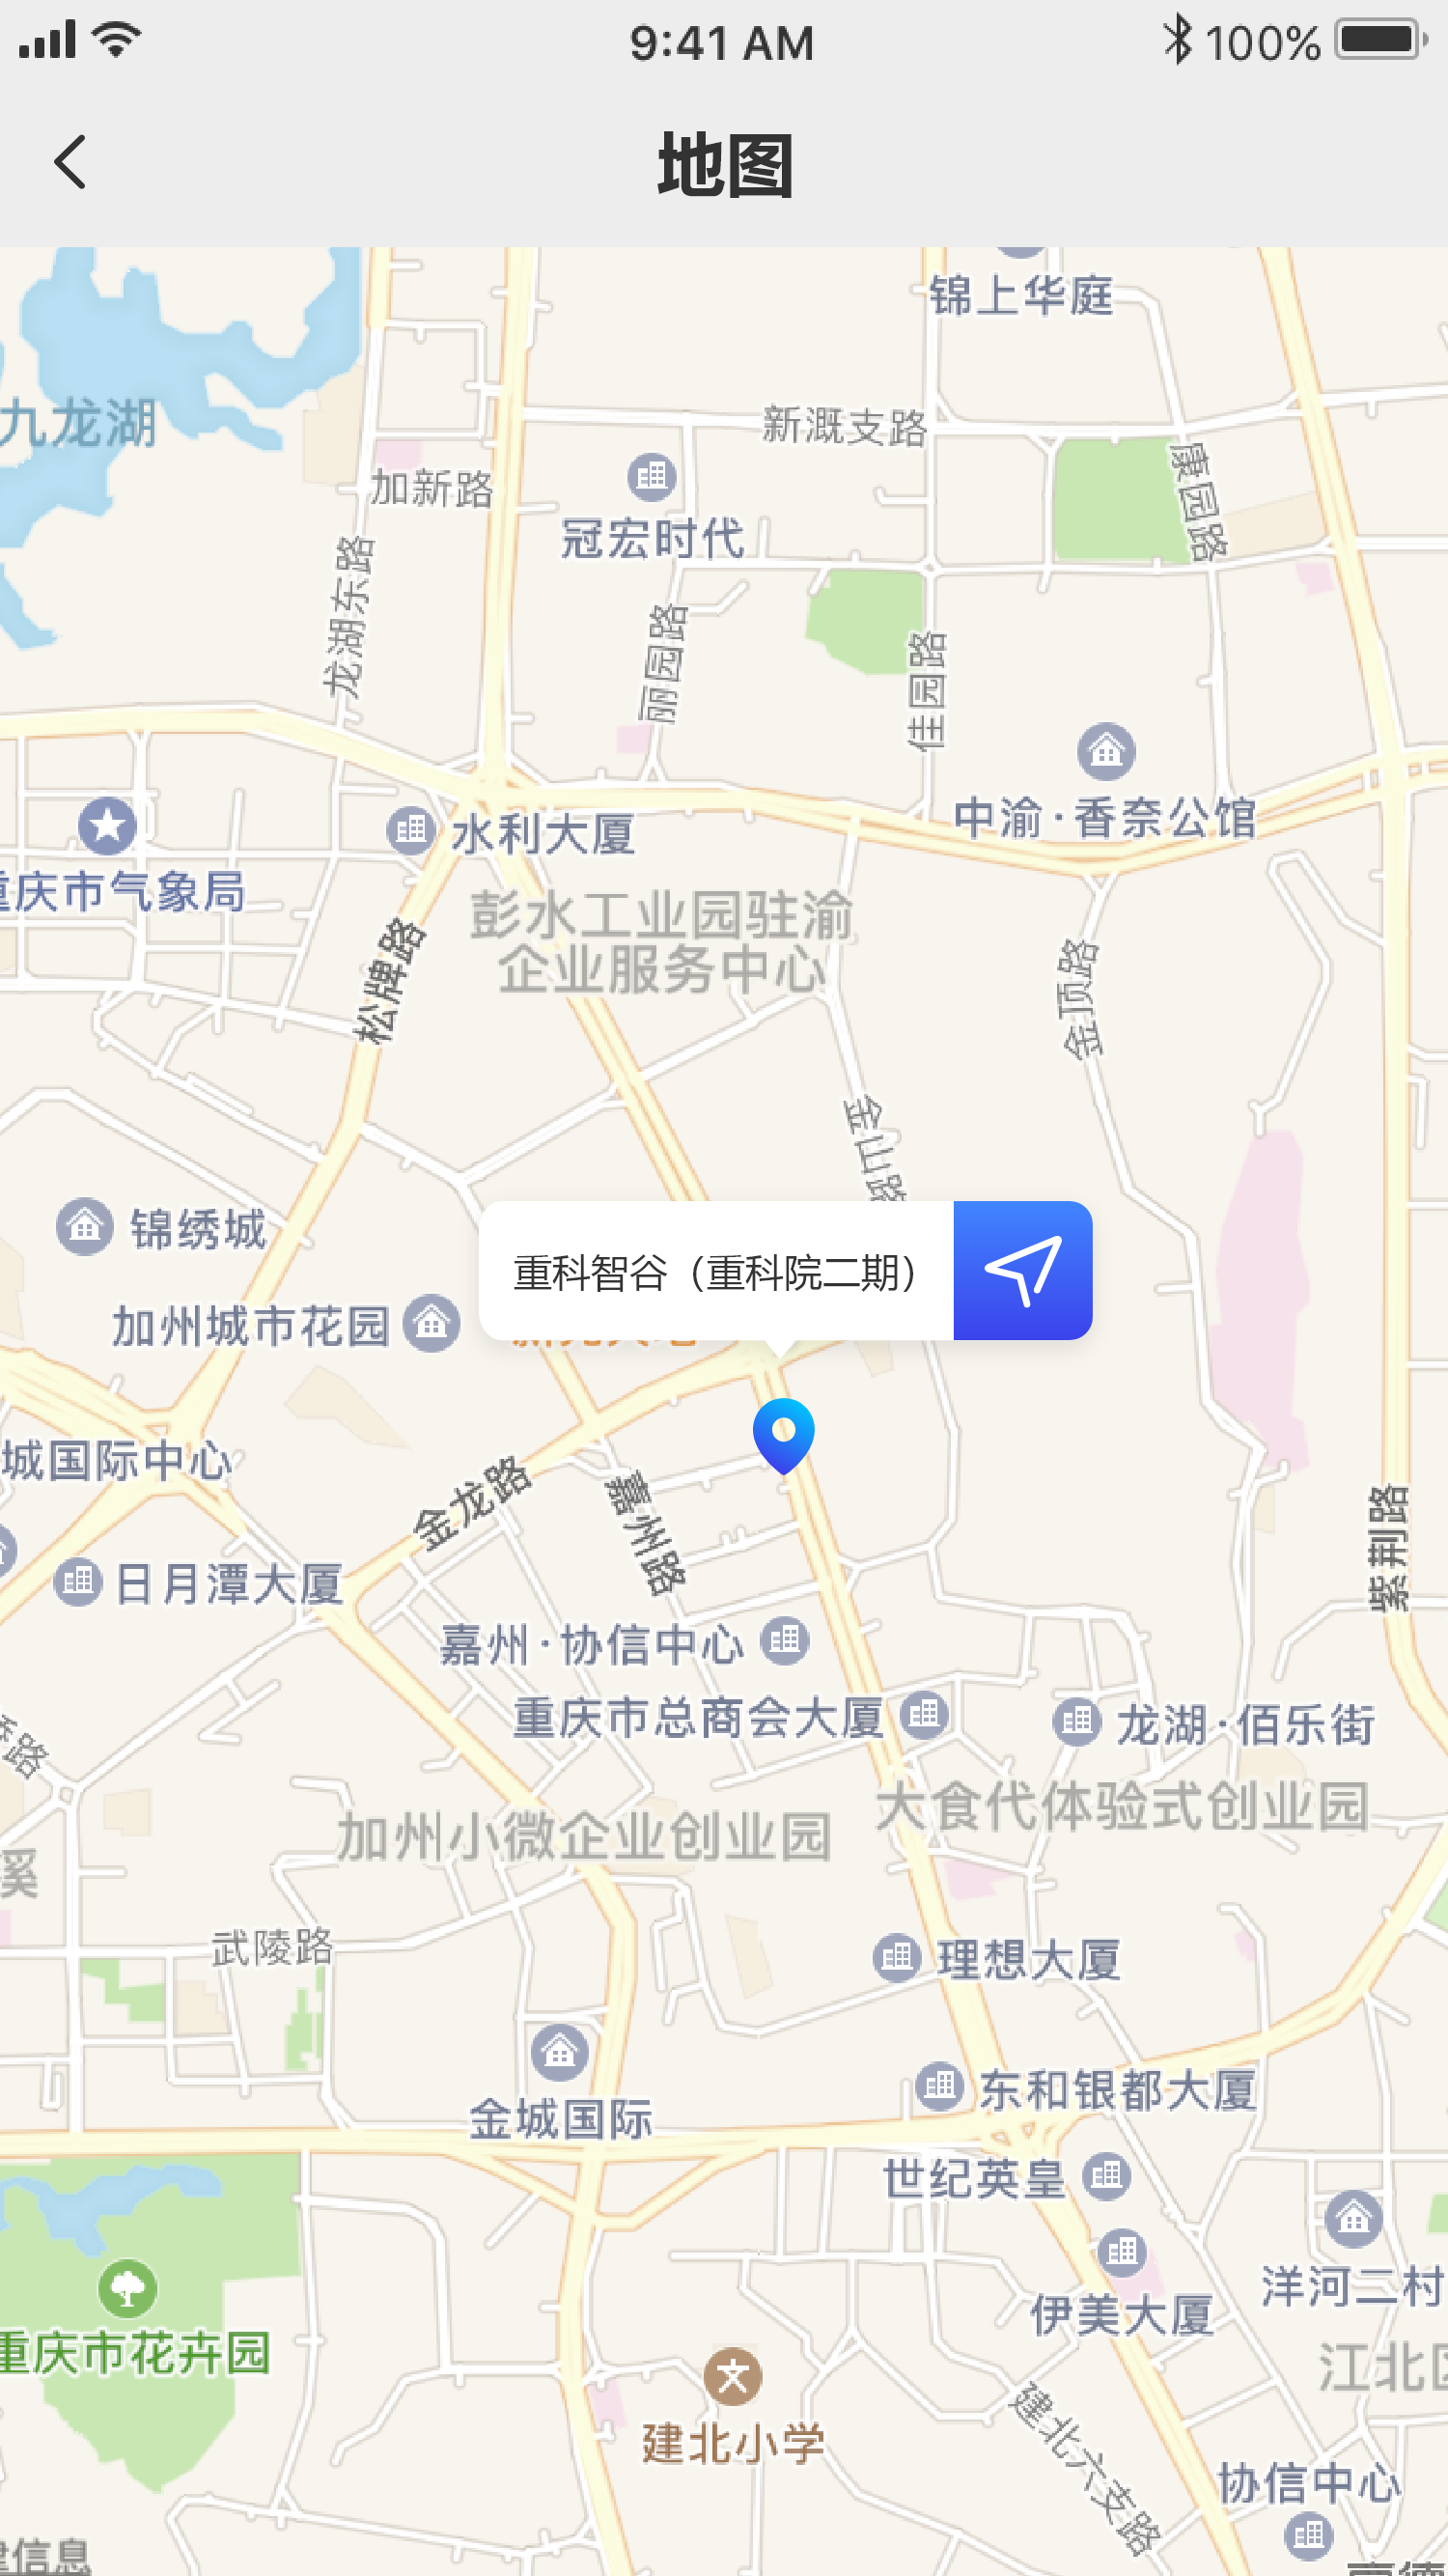 9:41 AM
100%
地图
锦上华庭
九龙湖
新溉支路
加新路
康园路
冠宏时代
龙湖东路
丽园路
佳园路
中渝·香奈公馆
水利大厦
庆市气象局
彭水工业园驻渝
企业服务中心
松牌路
金顶路
金山路
锦绣城
重科智谷（重科院二期）
加州城市花园
城国际中心
金龙路
嘉州路
紫荆路
日月潭大厦
嘉州·协信中心
重庆市总商会大厦
龙湖·佰乐街
路
大食代体验式创业园
加州小微企业创业园
溪
武陵路
理想大厦
东和银都大厦
金城国际
世纪英皇
洋河二村
伊美大厦
重庆市花卉园
江北
建北小学
建北六支路
协信中心
信息